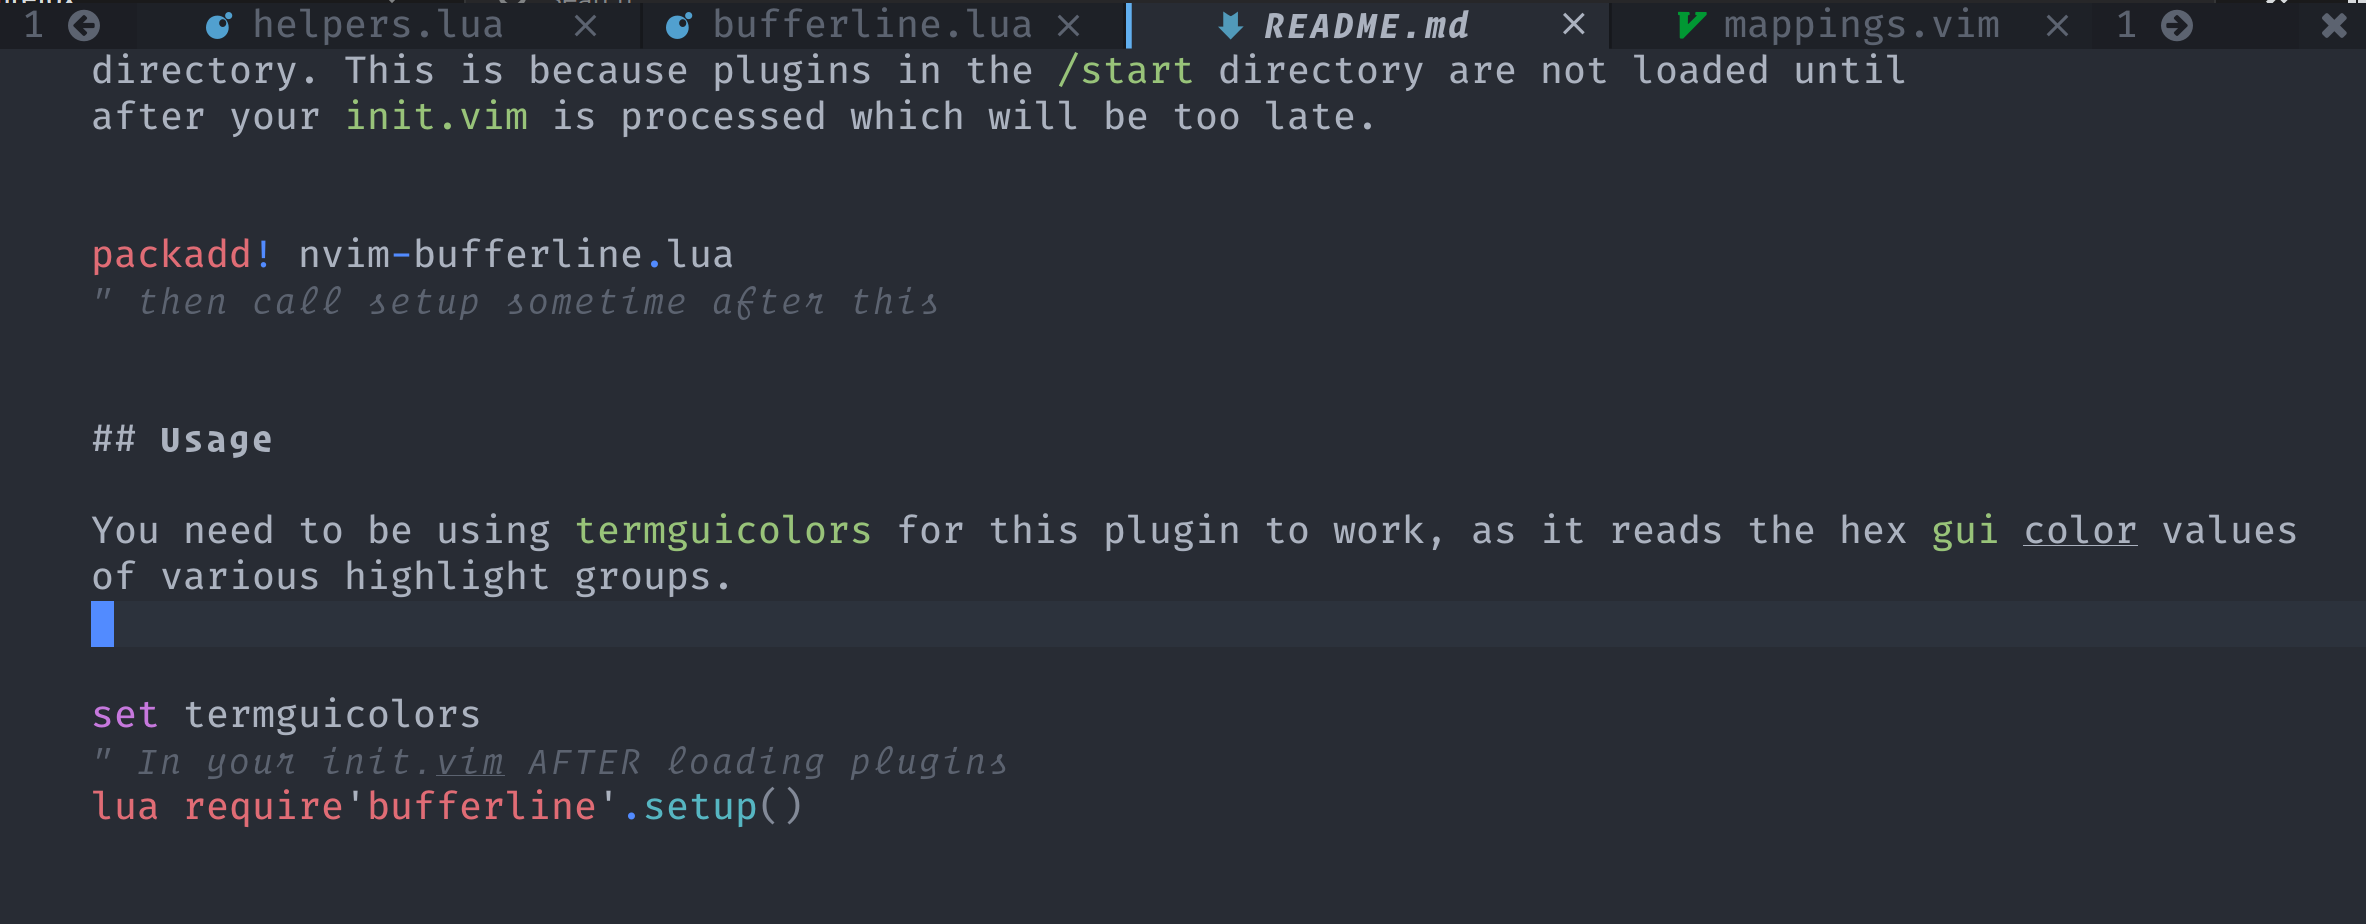 1 helpers.lua × bufferline.lua × README.md × mappings.vim × 1 ✖
directory. This is because plugins in the /start directory are not loaded until
after your init.vim is processed which will be too late.
packadd! nvim-bufferline.lua
" then call setup sometime after this
## Usage
You need to be using termguicolors for this plugin to work, as it reads the hex gui color values
of various highlight groups.
set termguicolors
" In your init.vim AFTER loading plugins
lua require'bufferline'.setup()